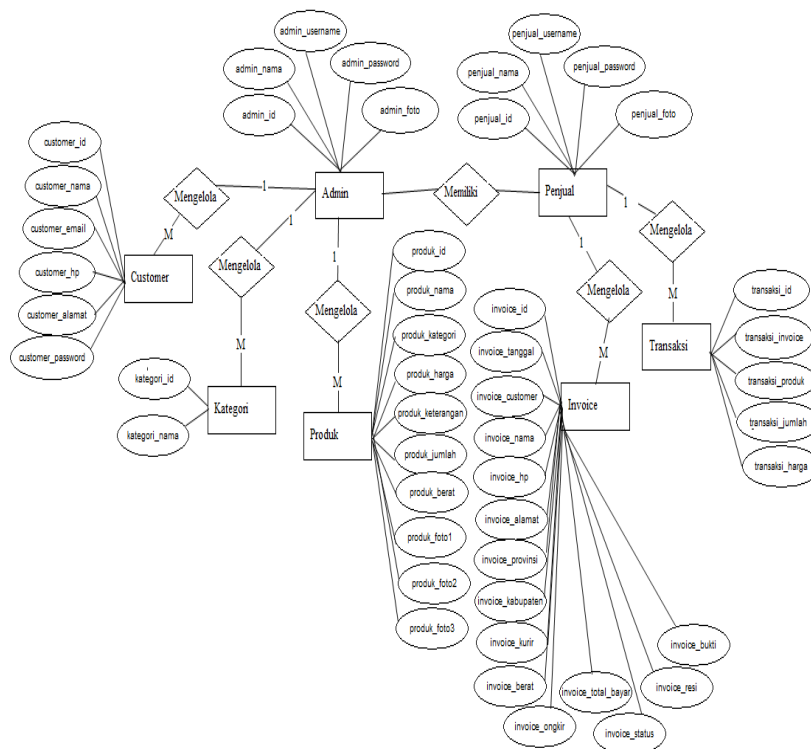 admin_username
admin_nama
admin_password
admin_id
admin_foto
penjual_username
penjual_nama
penjual_password
penjual_id
penjual_foto
customer_id
customer_nama
customer_email
customer_hp
customer_alamat
customer_password
Mengelola
1
M
Customer
Admin
Memiliki
Penjual
1
Mengelola
M
Kategori
kategori_id
kategori_nama
1
Mengelola
M
Produk
produk_id
produk_nama
produk_kategori
produk_harga
produk_keterangan
produk_jumlah
produk_berat
produk_foto1
produk_foto2
produk_foto3
1
Mengelola
M
Invoice
invoice_id
invoice_tanggal
invoice_customer
invoice_nama
invoice_hp
invoice_alamat
invoice_provinsi
invoice_kabupaten
invoice_kurir
invoice_berat
invoice_ongkir
invoice_total_bayar
invoice_status
invoice_resi
invoice_bukti
1
Mengelola
M
Transaksi
transaksi_id
transaksi_invoice
transaksi_produk
transaksi_jumlah
transaksi_harga